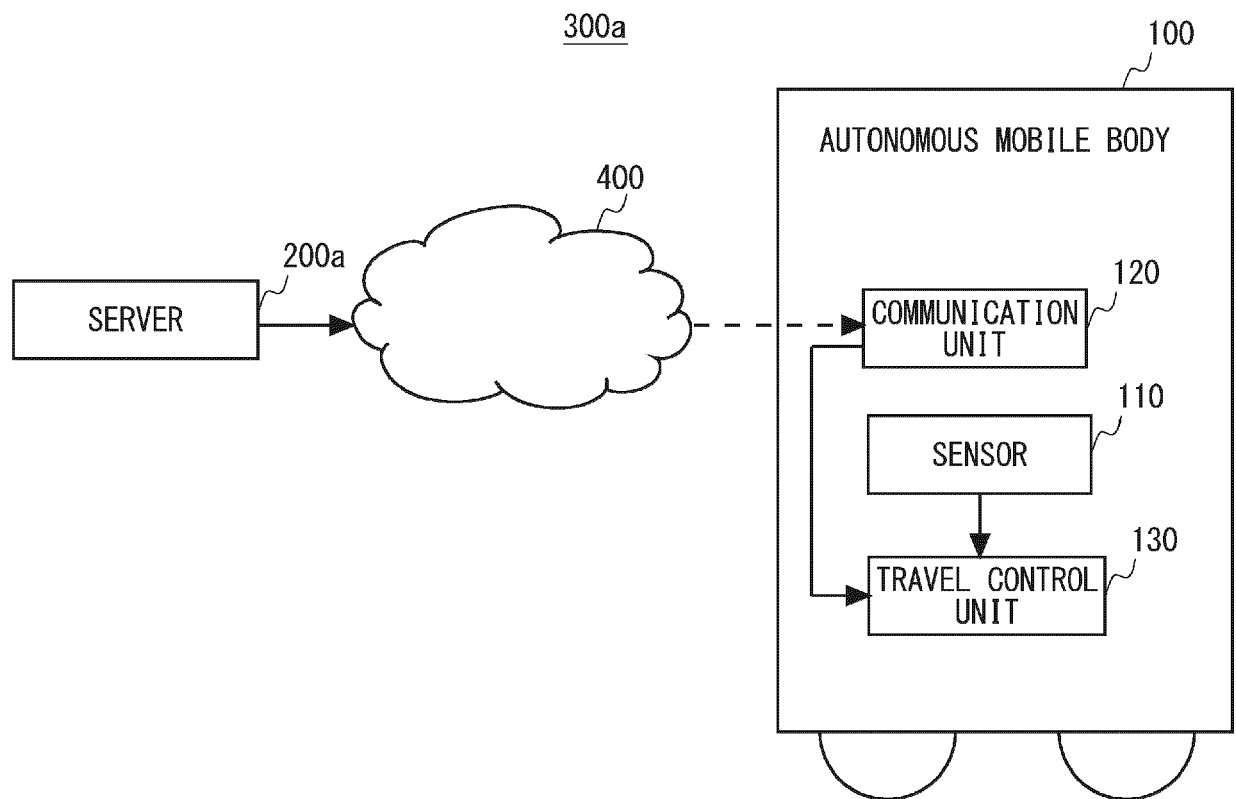 300a
100
AUTONOMOUS MOBILE BODY
400
200a
SERVER
120
COMMUNICATION
UNIT
110
SENSOR
130
TRAVEL CONTROL
UNIT